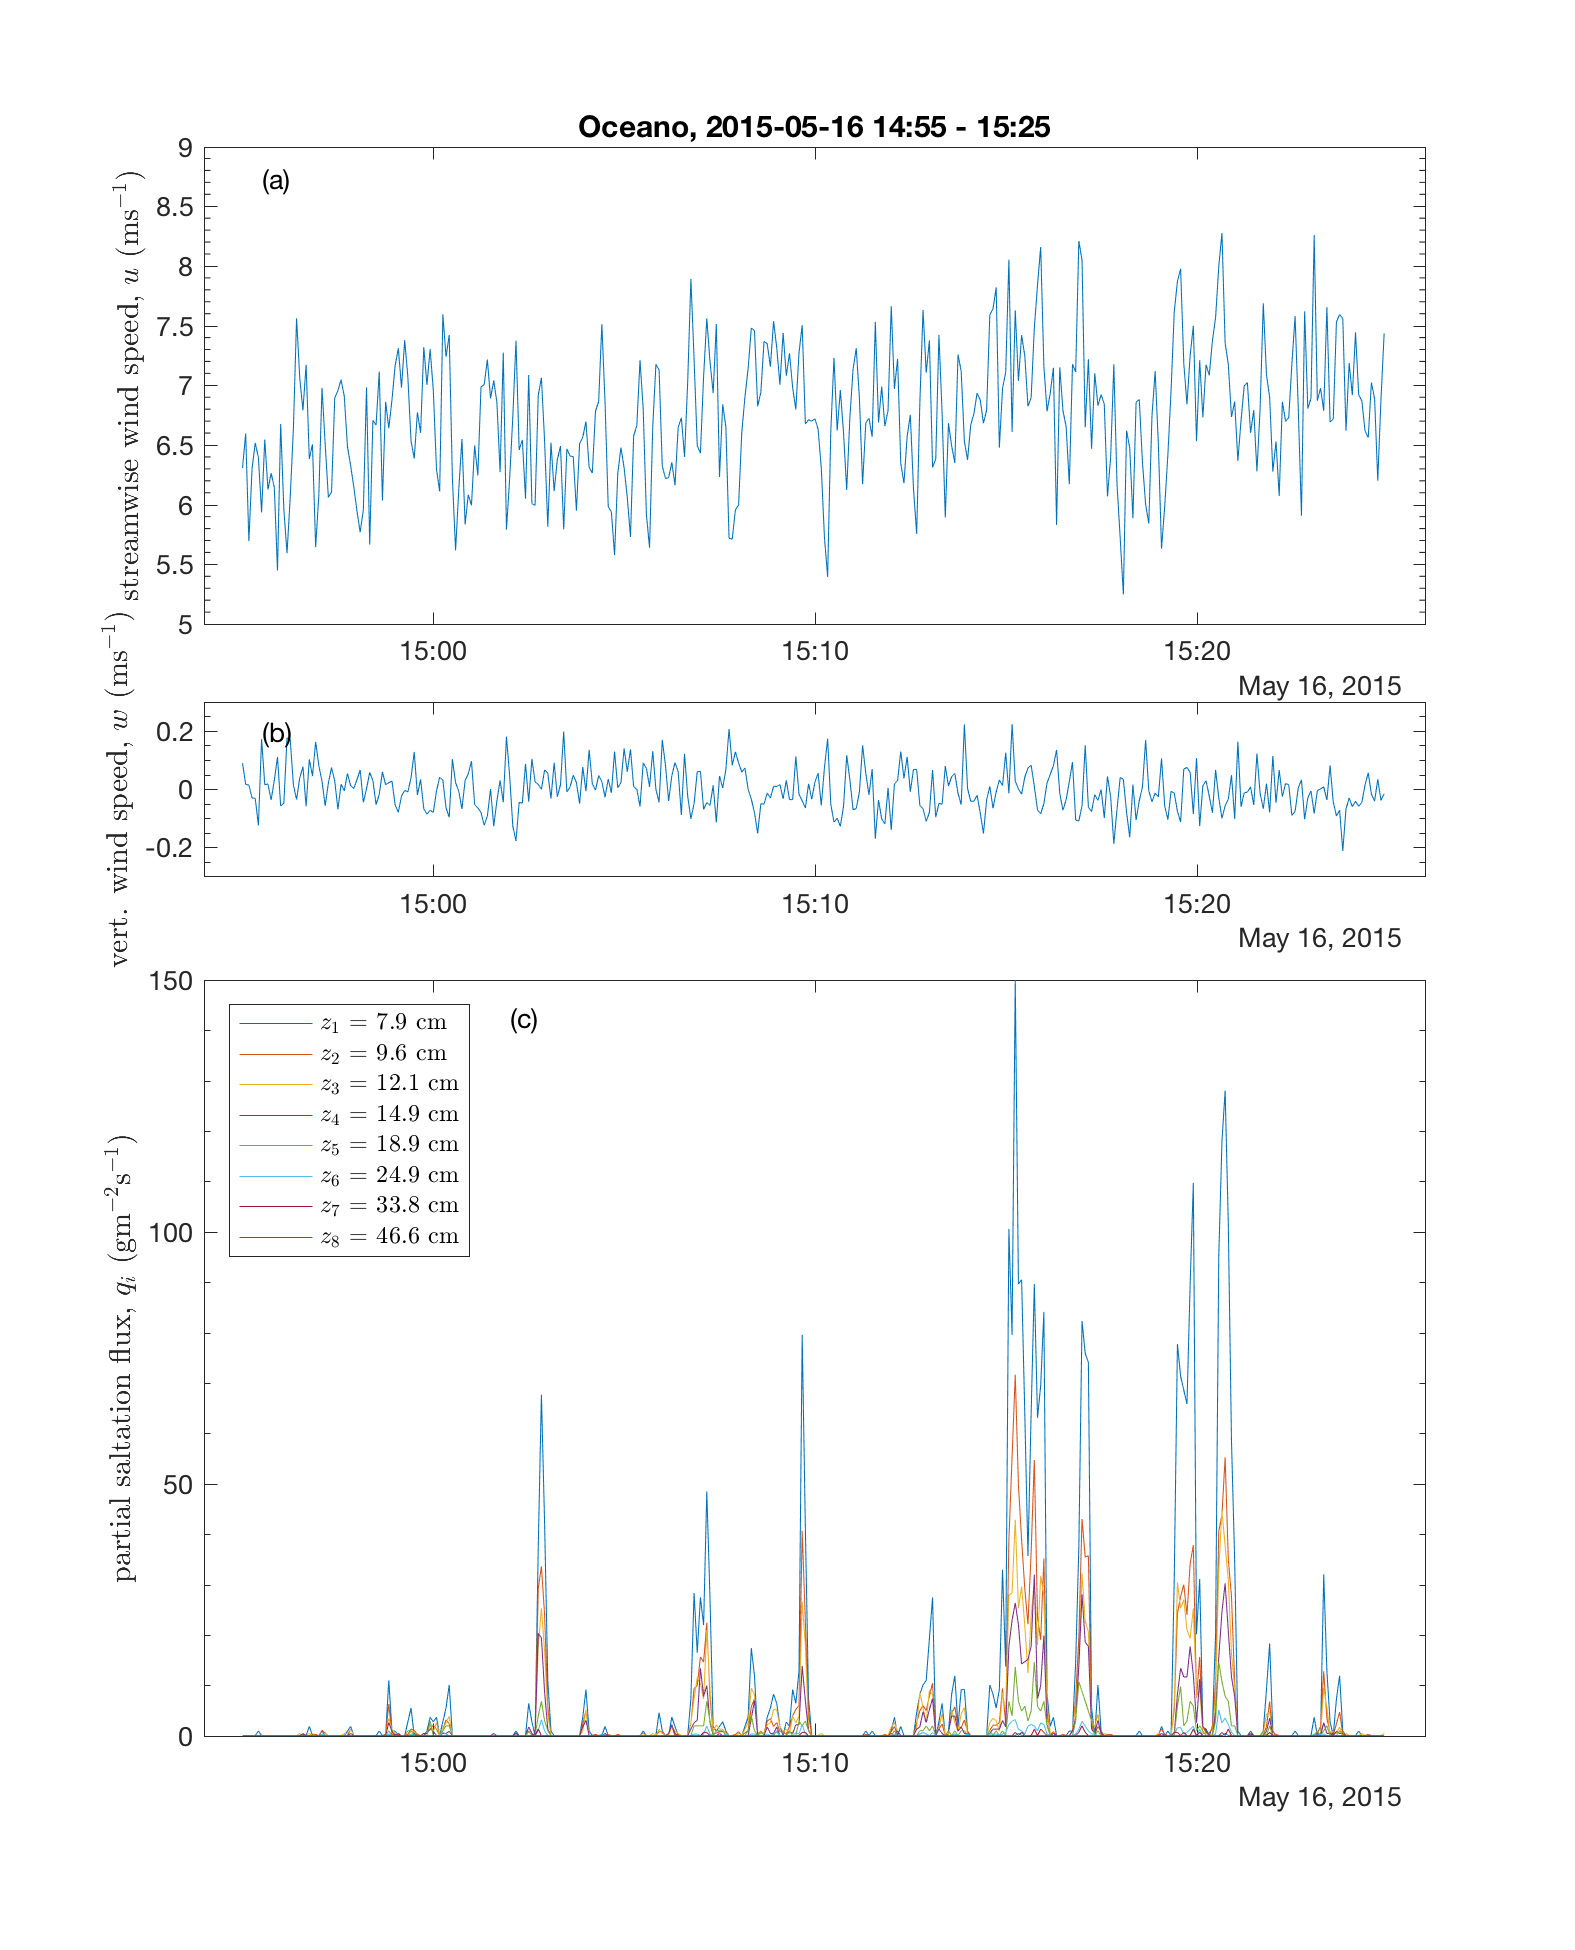 Oceano, 2015-05-16 14:55 - 15:25
(a)
streamwise wind speed, u (ms⁻¹)
9
8.5
8
7.5
7
6.5
6
5.5
5
15:00 15:10 15:20
May 16, 2015
(b)
vert. wind speed, w (ms⁻¹)
0.2
0
-0.2
15:00 15:10 15:20
May 16, 2015
(c)
partial saltation flux, qᵢ (gm⁻²s⁻¹)
150
100
50
0
z₁ = 7.9 cm
z₂ = 9.6 cm
z₃ = 12.1 cm
z₄ = 14.9 cm
z₅ = 18.9 cm
z₆ = 24.9 cm
z₇ = 33.8 cm
z₈ = 46.6 cm
15:00 15:10 15:20
May 16, 2015